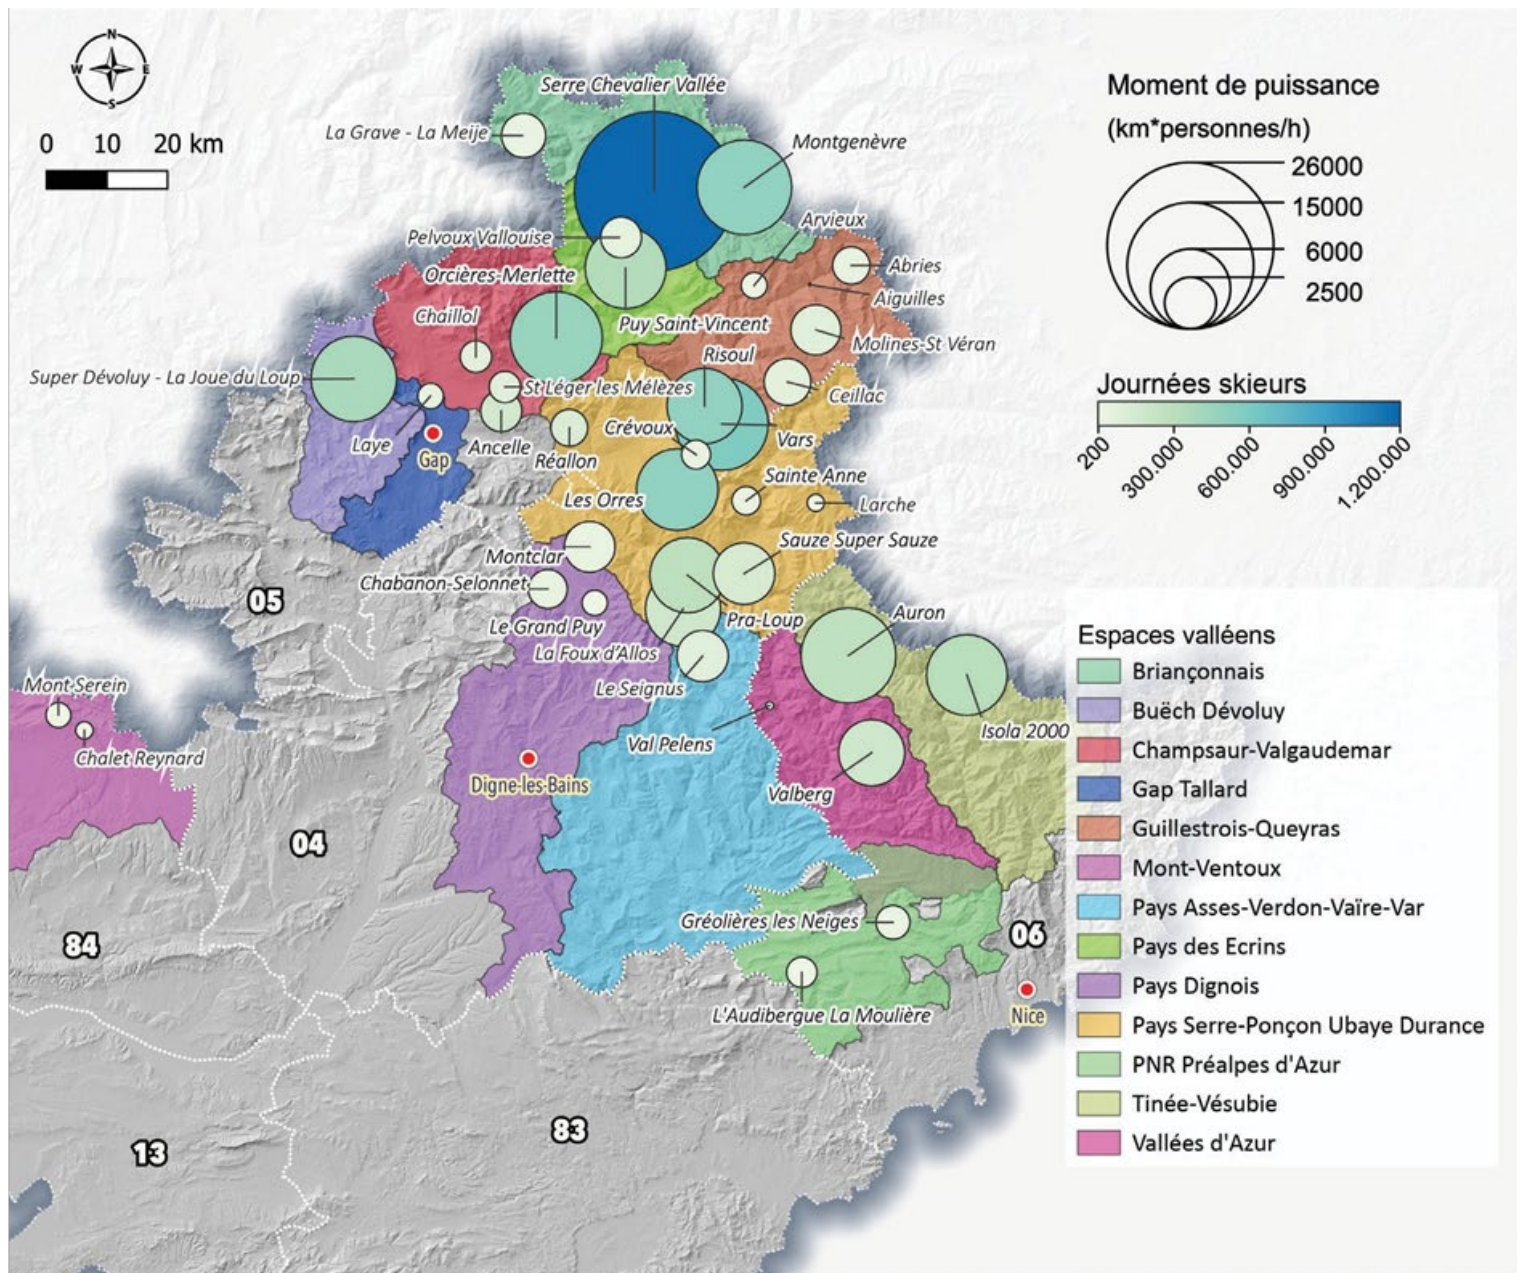 N
W
E
S
0 10 20 km
Serre Chevalier Vallée
La Grave - La Meije
Montgenèvre
Arvieux
Pelvoux Vallouise
Abries
Orcières-Merlette
Aiguilles
Chaillol
Puy Saint-Vincent
Molines-St Véran
Risoul
Super Dévoluy - La Joue du Loup
St Léger les Mélèzes
Ceillac
Crévoux
Vars
Laye
Ancelle
Gap
Réallon
Sainte Anne
Les Orres
Larche
Sauze Super Sauze
Montclar
Chabanon-Selonnet
05
Auron
Pra-Loup
Le Grand Puy
La Foux d'Allos
Le Seignus
Mont Serein
Isola 2000
Val Pelens
Chalet Reynard
Digne-les-Bains
Valberg
04
Gréolières les Neiges
84
06
Nice
L'Audibergue La Moulière
83
13
Moment de puissance
(km*personnes/h)
26000
15000
6000
2500
Journées skieurs
200
300.000
600.000
900.000
1.200.000
Espaces valléens
Briançonnais
Buëch Dévoluy
Champsaur-Valgaudemar
Gap Tallard
Guillestrois-Queyras
Mont-Ventoux
Pays Asses-Verdon-Vaïre-Var
Pays des Ecrins
Pays Dignois
Pays Serre-Ponçon Ubaye Durance
PNR Préalpes d'Azur
Tinée-Vésubie
Vallées d'Azur